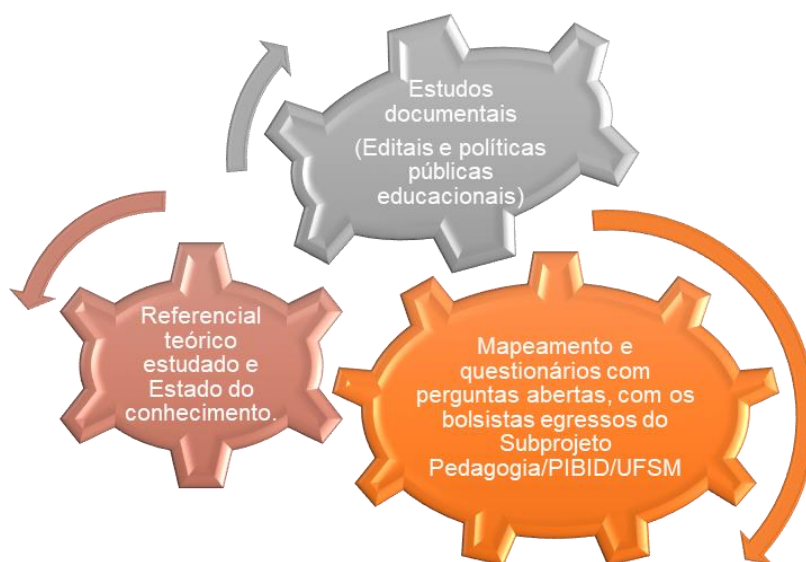 Estudos
documentais
(Editais e políticas
públicas
educacionais)
Referencial
teórico
estudado e
Estado do
conhecimento.
Mapeamento e
questionários com
perguntas abertas, com os
bolsistas egressos do
Subprojeto
Pedagogia/PIBID/UFSM